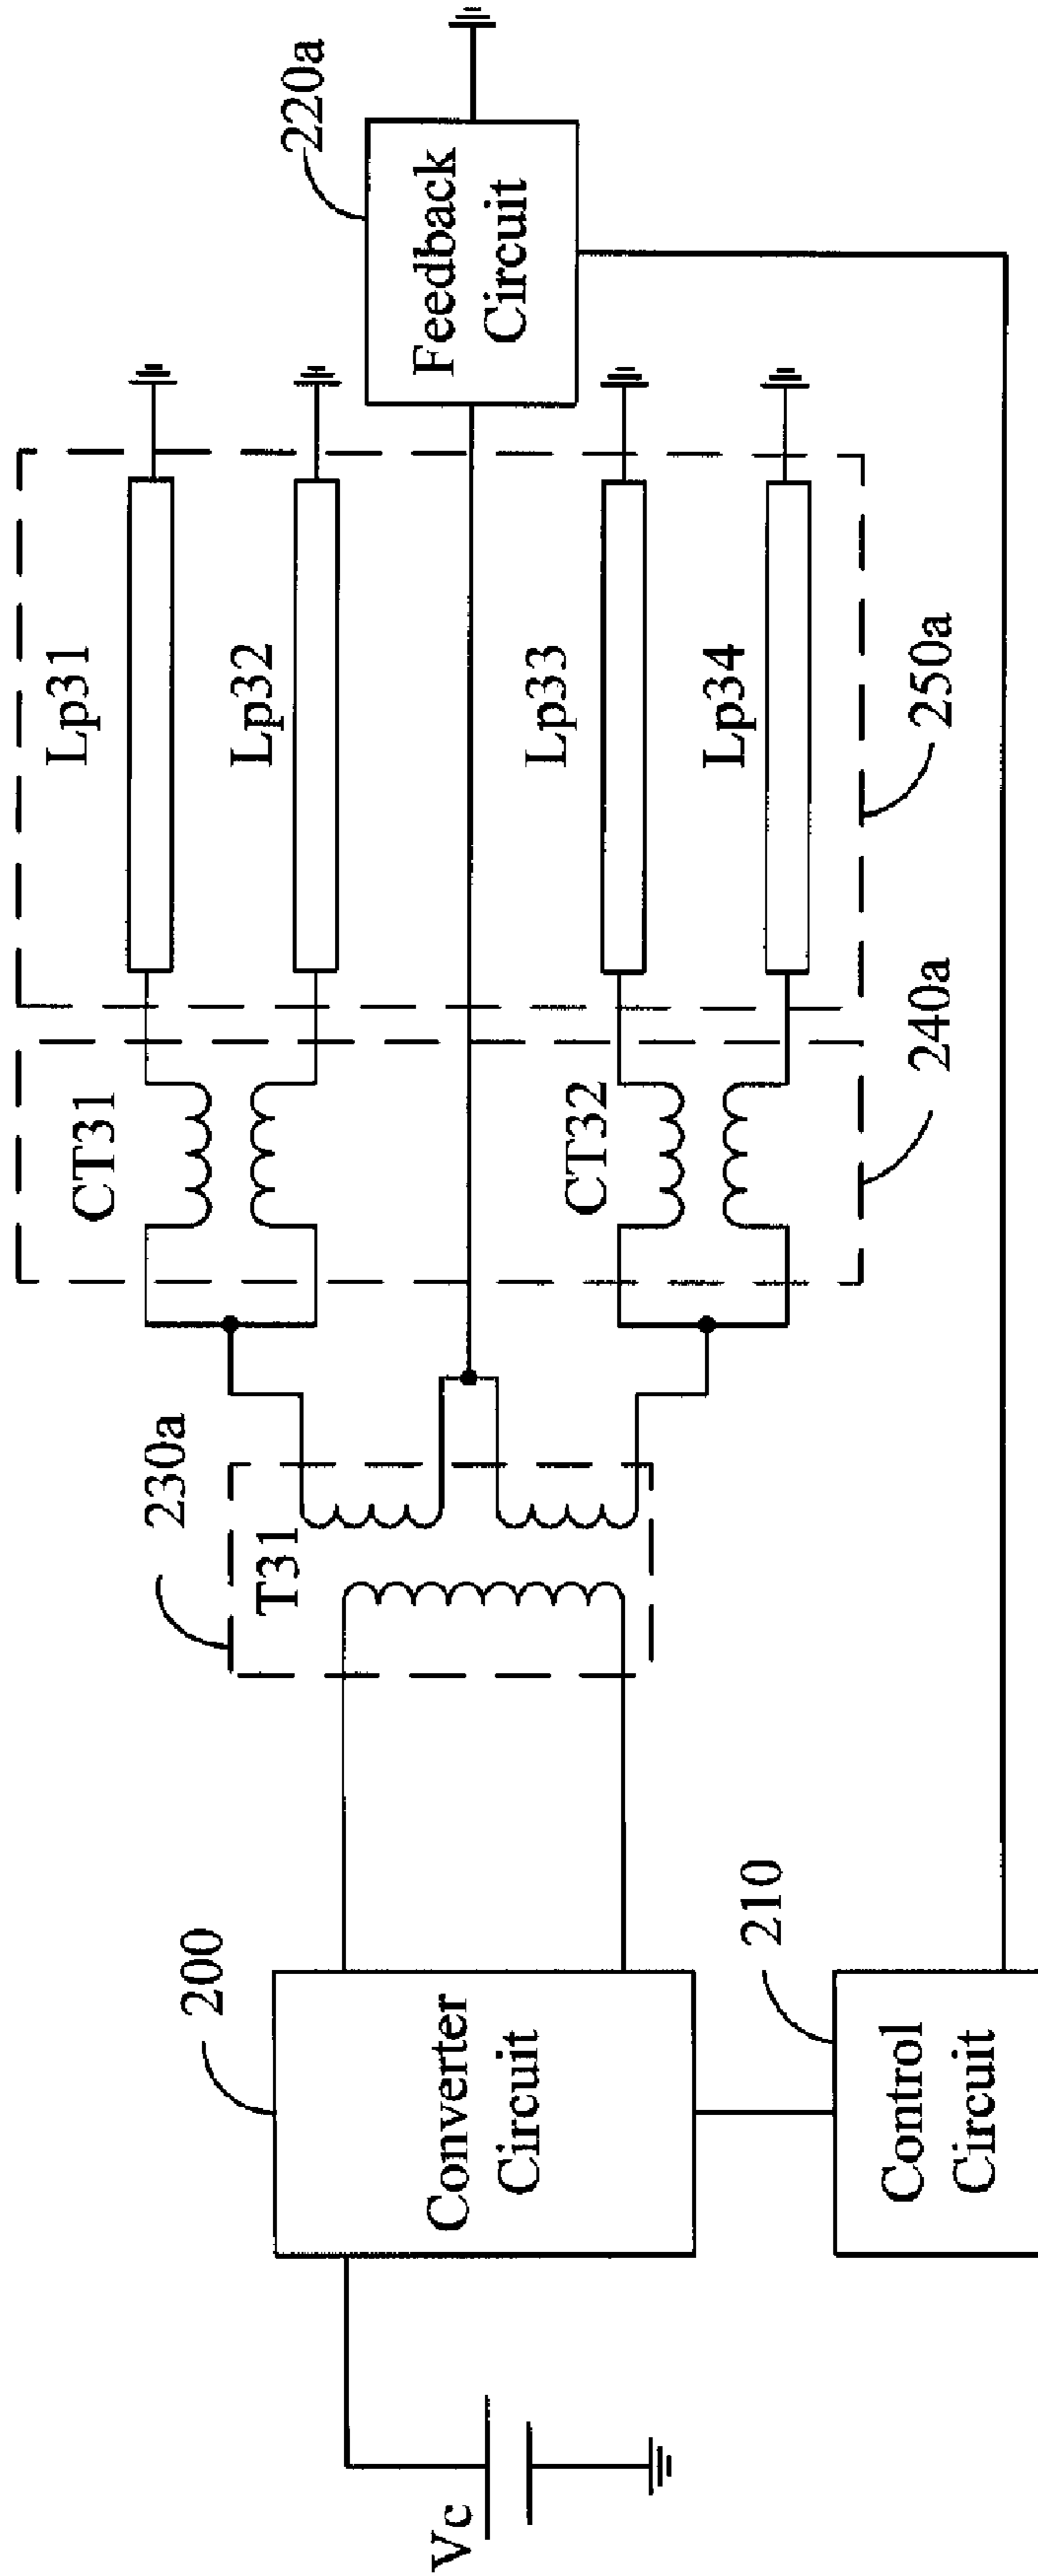 Vc
200
Converter
Circuit
210
Control
Circuit
230a
T31
CT31
CT32
240a
Lp31
Lp32
Lp33
Lp34
250a
220a
Feedback
Circuit